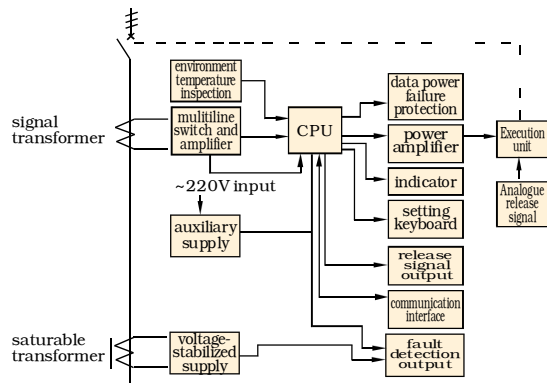 environment
temperature
inspection
signal
transformer
multitiline
switch and
amplifier
CPU
data power
failure
protection
power
amplifier
Execution
unit
indicator
Analogue
release
signal
~220V input
setting
keyboard
auxiliary
supply
release
signal
output
communication
interface
saturable
transformer
voltage-
stabilized
supply
fault
detection
output